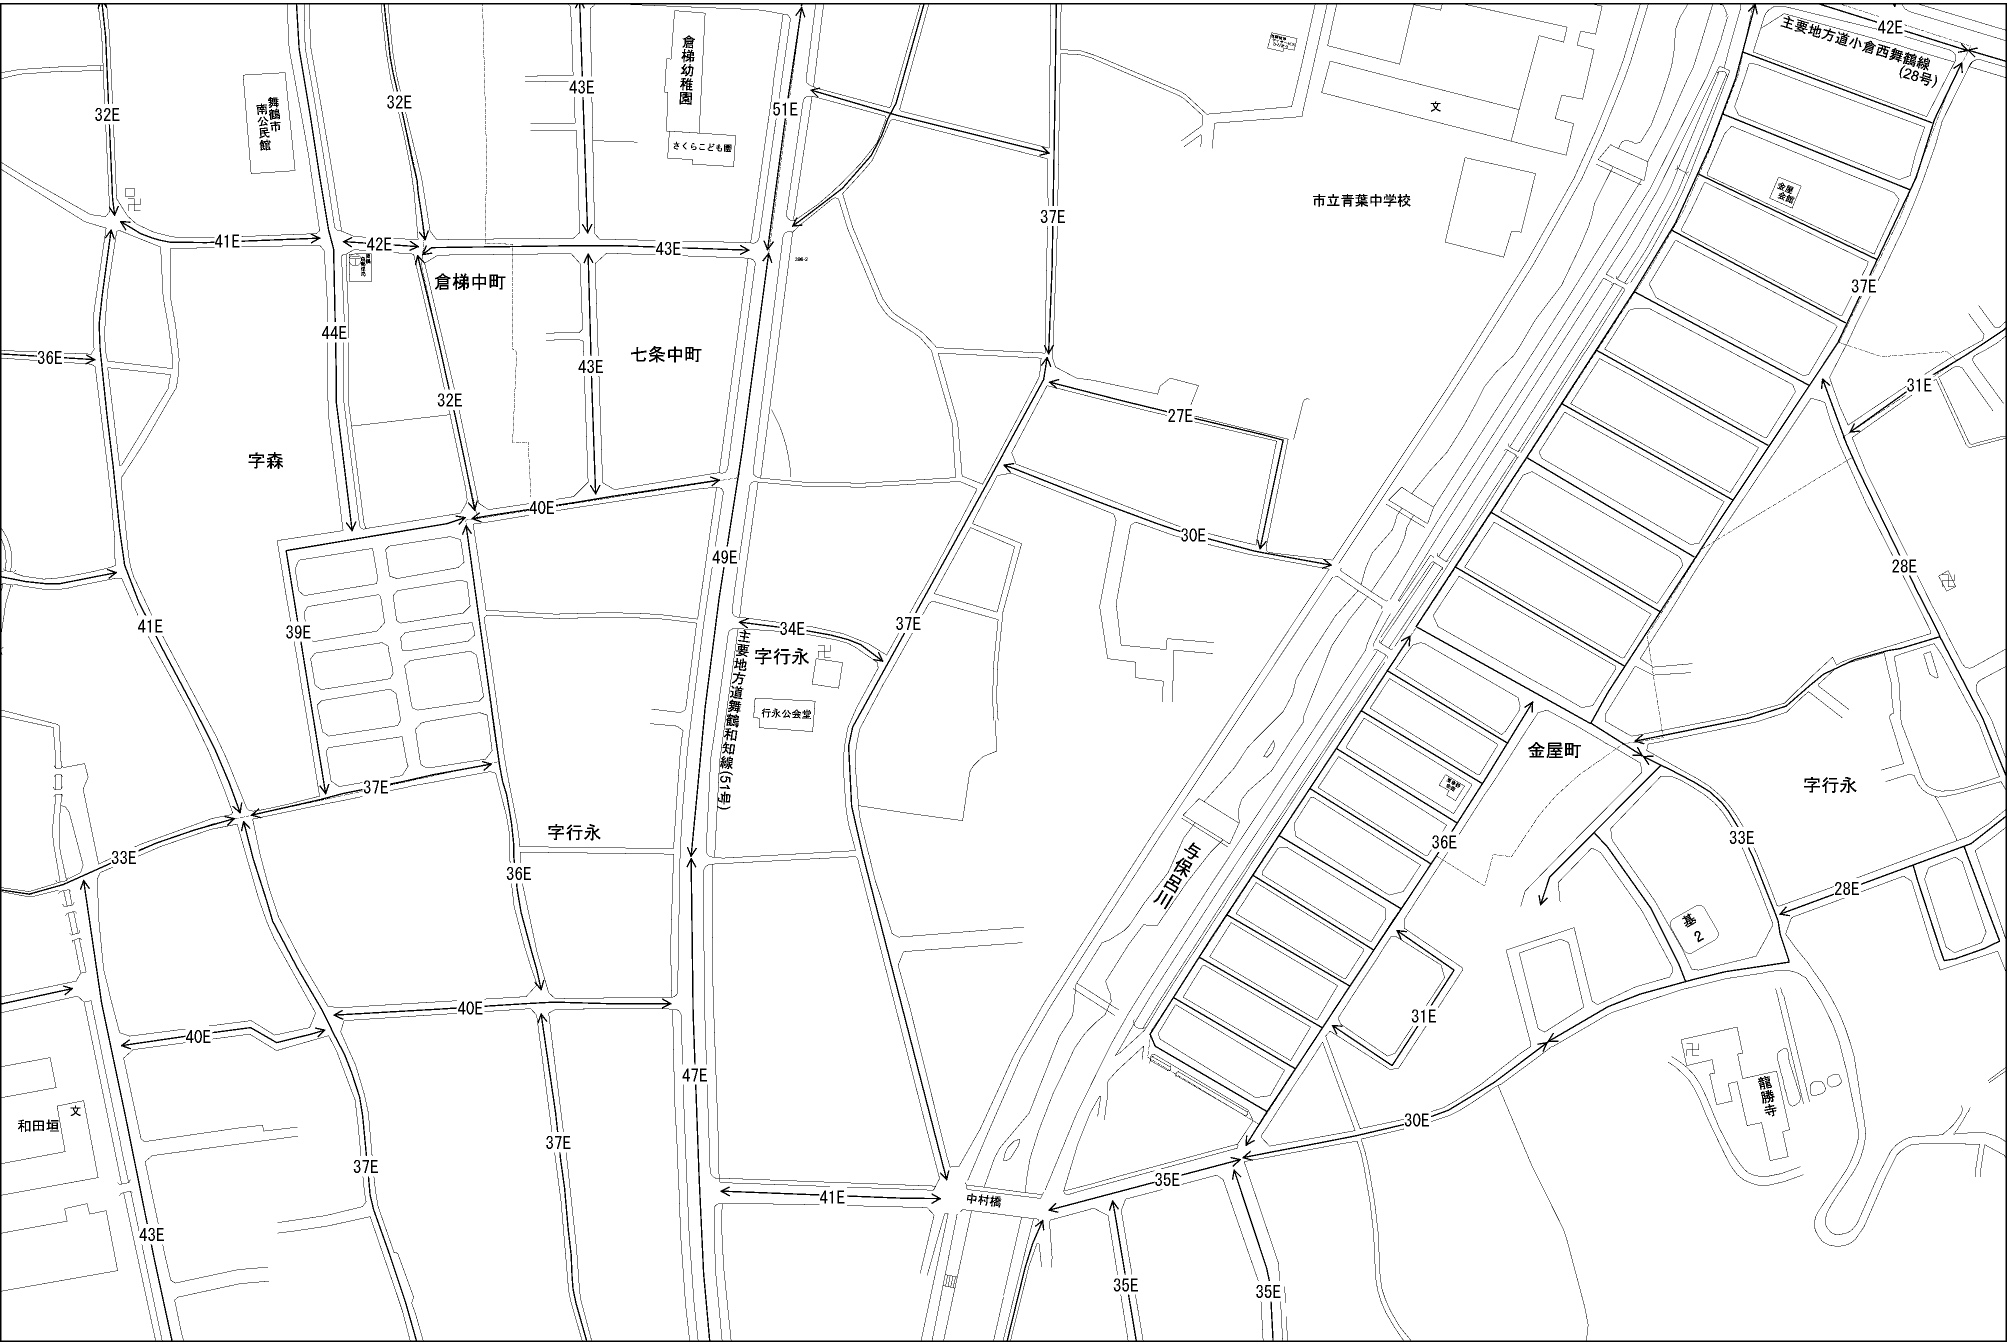 42E
主要地方道小倉西舞鶴線
(28号)
倉梯幼稚園
43E
32E
51E
32E
舞鶴市
南公民館
文
さくらこども園
金屋
会館
市立青葉中学校
37E
41E
42E
43E
倉梯中町
37E
44E
七条中町
36E
43E
31E
32E
27E
字森
40E
30E
49E
28E
41E
39E
37E
34E
字行永
主要地方道舞鶴和知線(51号)
行永公会堂
金屋町
字行永
37E
字行永
33E
36E
33E
与保呂川
36E
28E
基
2
40E
40E
31E
47E
龍勝寺
文
和田垣
30E
37E
37E
35E
41E
中村橋
43E
35E
35E